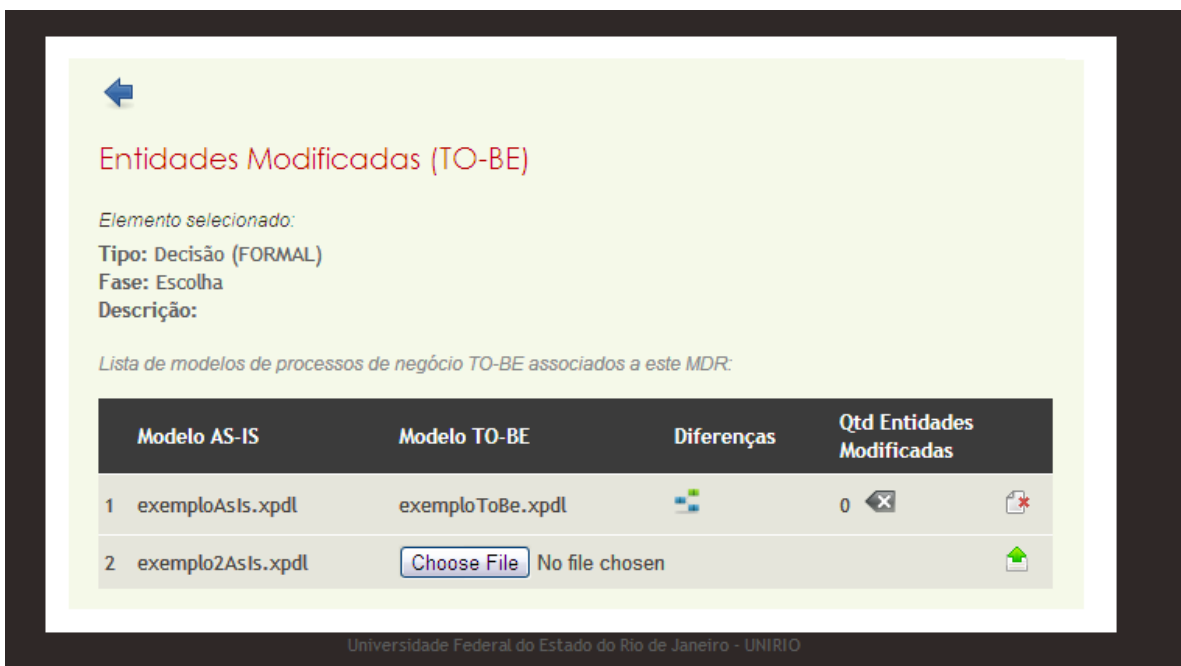 Entidades Modificadas (TO-BE)
Elemento selecionado:
Tipo: Decisão (FORMAL)
Fase: Escolha
Descrição:
Lista de modelos de processos de negócio TO-BE associados a este MDR:
Modelo AS-IS Modelo TO-BE Diferenças Qtd Entidades Modificadas
1 exemploAsIs.xpdl exemploToBe.xpdl 0
2 exemplo2AsIs.xpdl Choose File No file chosen
Universidade Federal do Estado do Rio de Janeiro - UNIRIO